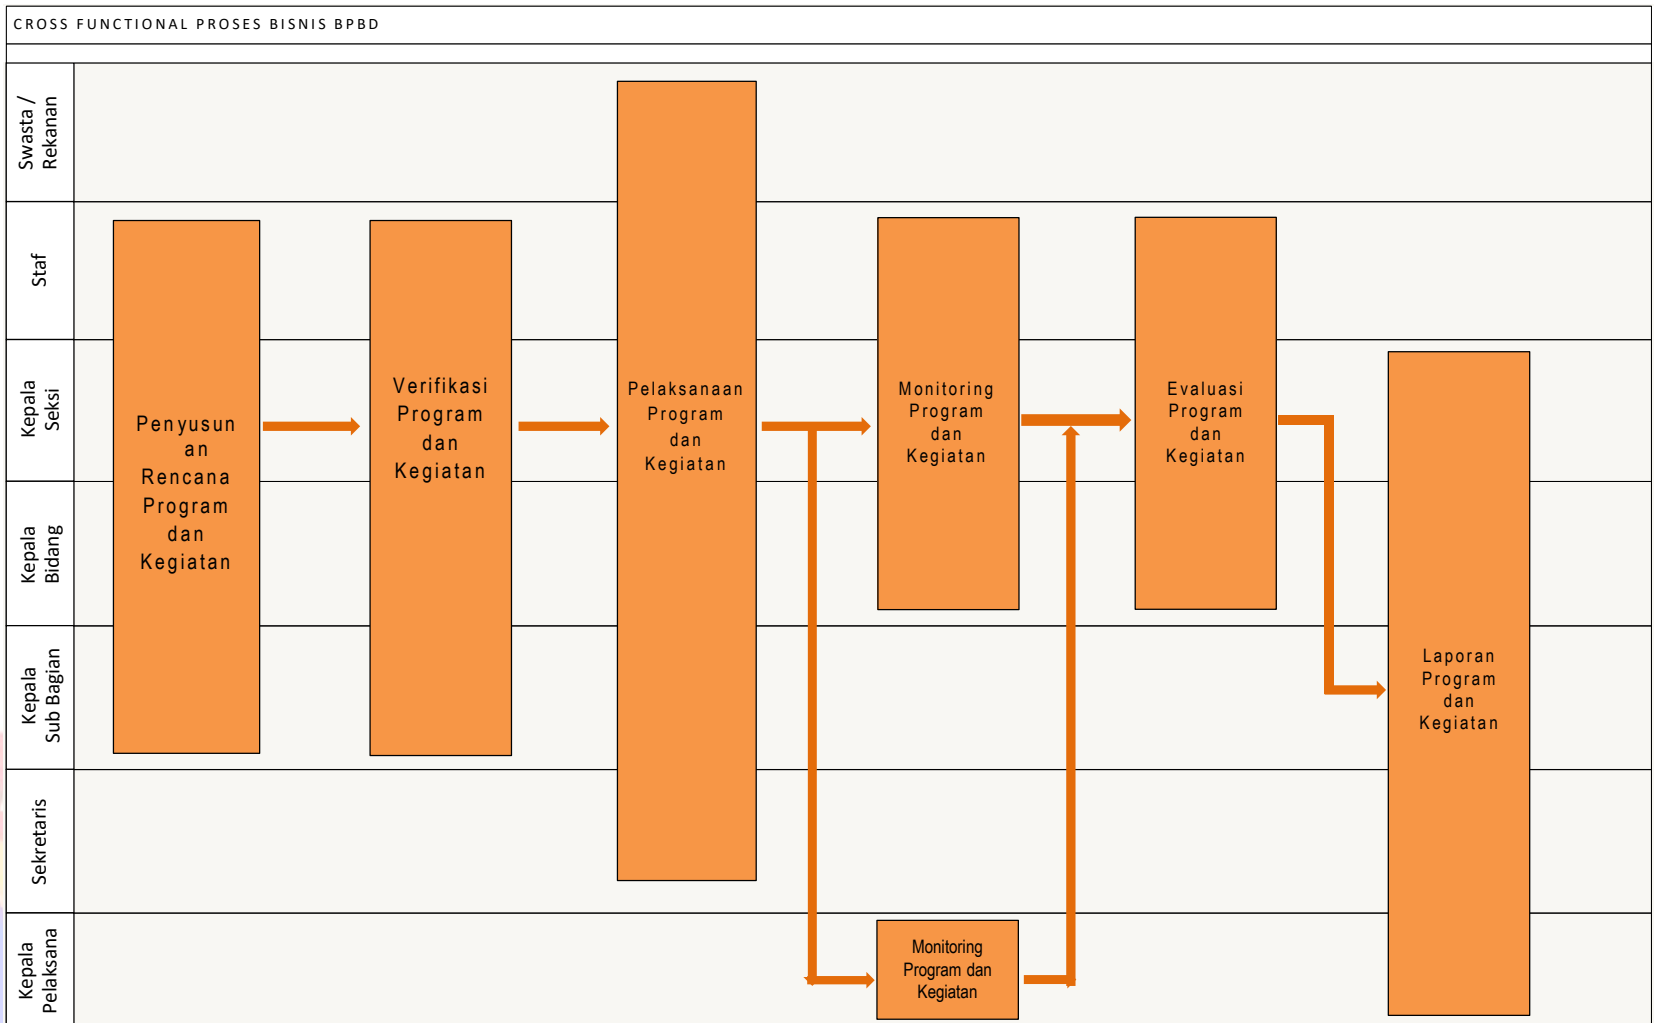 CROSS FUNCTIONAL PROSES BISNIS BPBD
Swasta /
Rekanan
Staf
Kepala
Seksi
Kepala
Bidang
Kepala
Sub Bagian
Sekretaris
Kepala
Pelaksana
Penyusun
an
Rencana
Program
dan
Kegiatan
Verifikasi
Program
dan
Kegiatan
Pelaksanaan
Program
dan
Kegiatan
Monitoring
Program
dan
Kegiatan
Monitoring
Program dan
Kegiatan
Evaluasi
Program
dan
Kegiatan
Laporan
Program
dan
Kegiatan